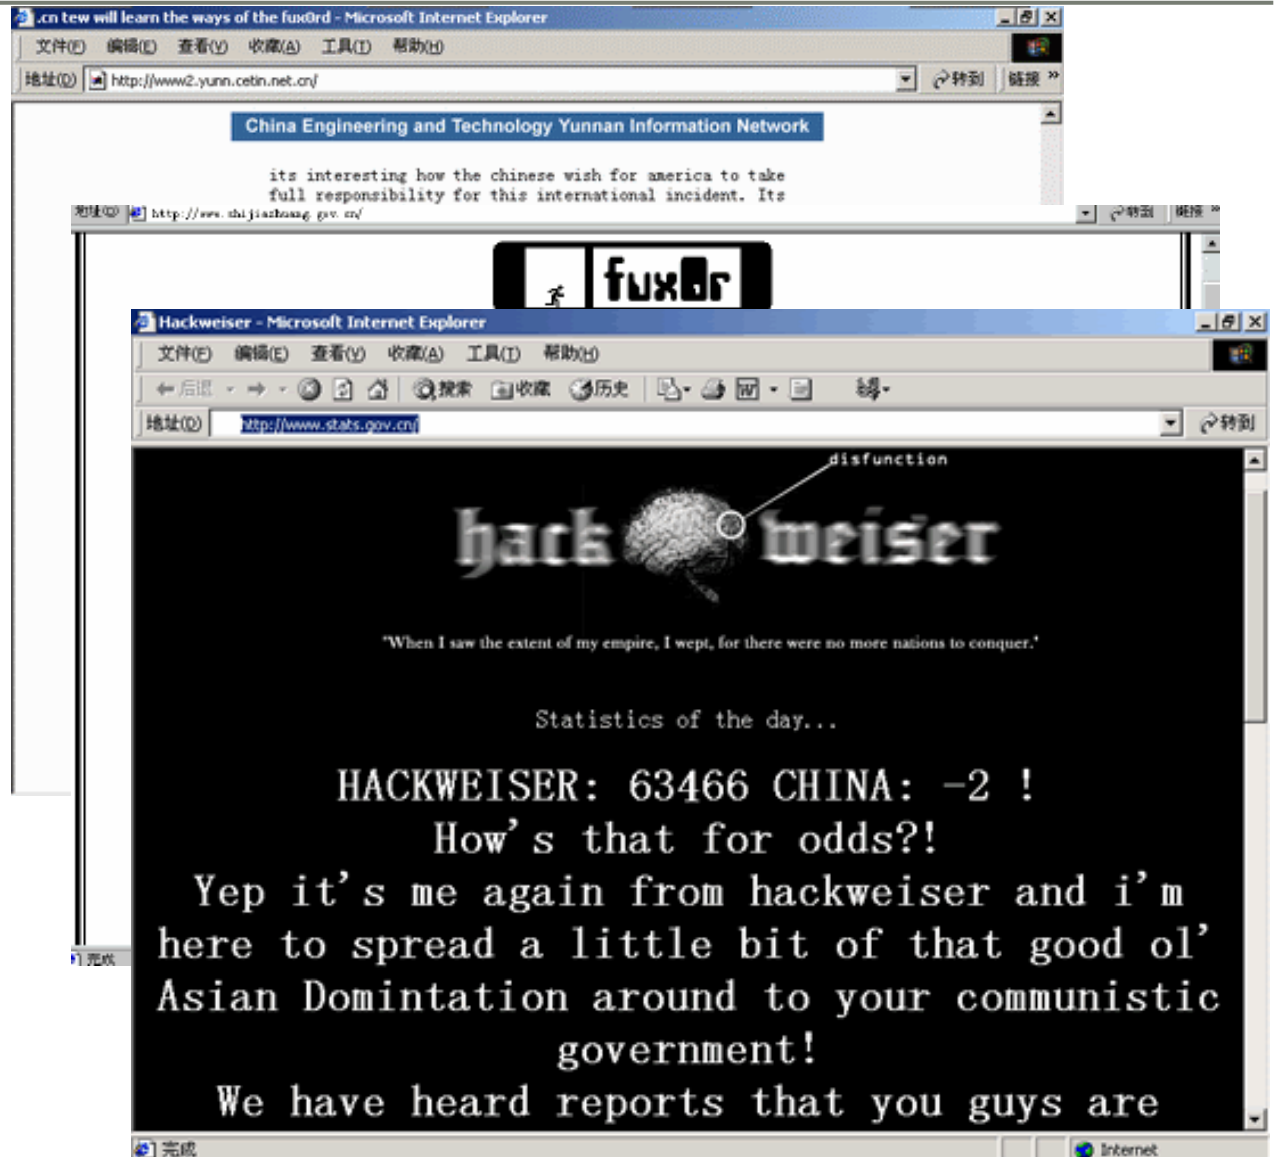 .cn tew will learn the ways of the fux0rd - Microsoft Internet Explorer
文件(F) 编辑(E) 查看(V) 收藏(A) 工具(T) 帮助(H)
地址(D) http://www2.yunn.cetin.net.cn/ 转到 链接 »
China Engineering and Technology Yunnan Information Network
its interesting how the chinese wish for america to take
full responsibility for this international incident. Its
地址(D) http://www.shijiazhuang.gov.cn/ 转到 链接 »
fux0r
Hackweiser - Microsoft Internet Explorer
文件(F) 编辑(E) 查看(V) 收藏(A) 工具(T) 帮助(H)
后退 搜索 收藏 历史
地址(D) http://www.stats.gov.cn/ 转到
disfunction
hack weiser
"When I saw the extent of my empire, I wept, for there were no more nations to conquer."
Statistics of the day...
HACKWEISER: 63466 CHINA: -2 !
How's that for odds?!
Yep it's me again from hackweiser and i'm
here to spread a little bit of that good ol'
Asian Domintation around to your communistic
government!
We have heard reports that you guys are
完成
完成 Internet